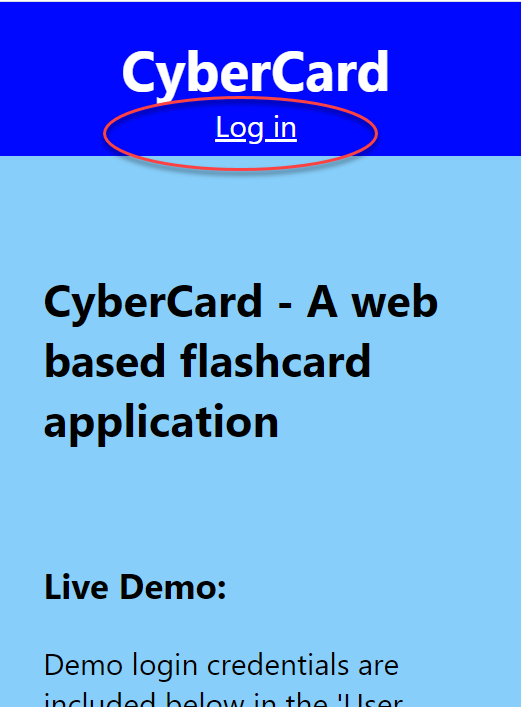 CyberCard
Log in
CyberCard - A web
based flashcard
application
Live Demo:
Demo login credentials are
included below in the 'User